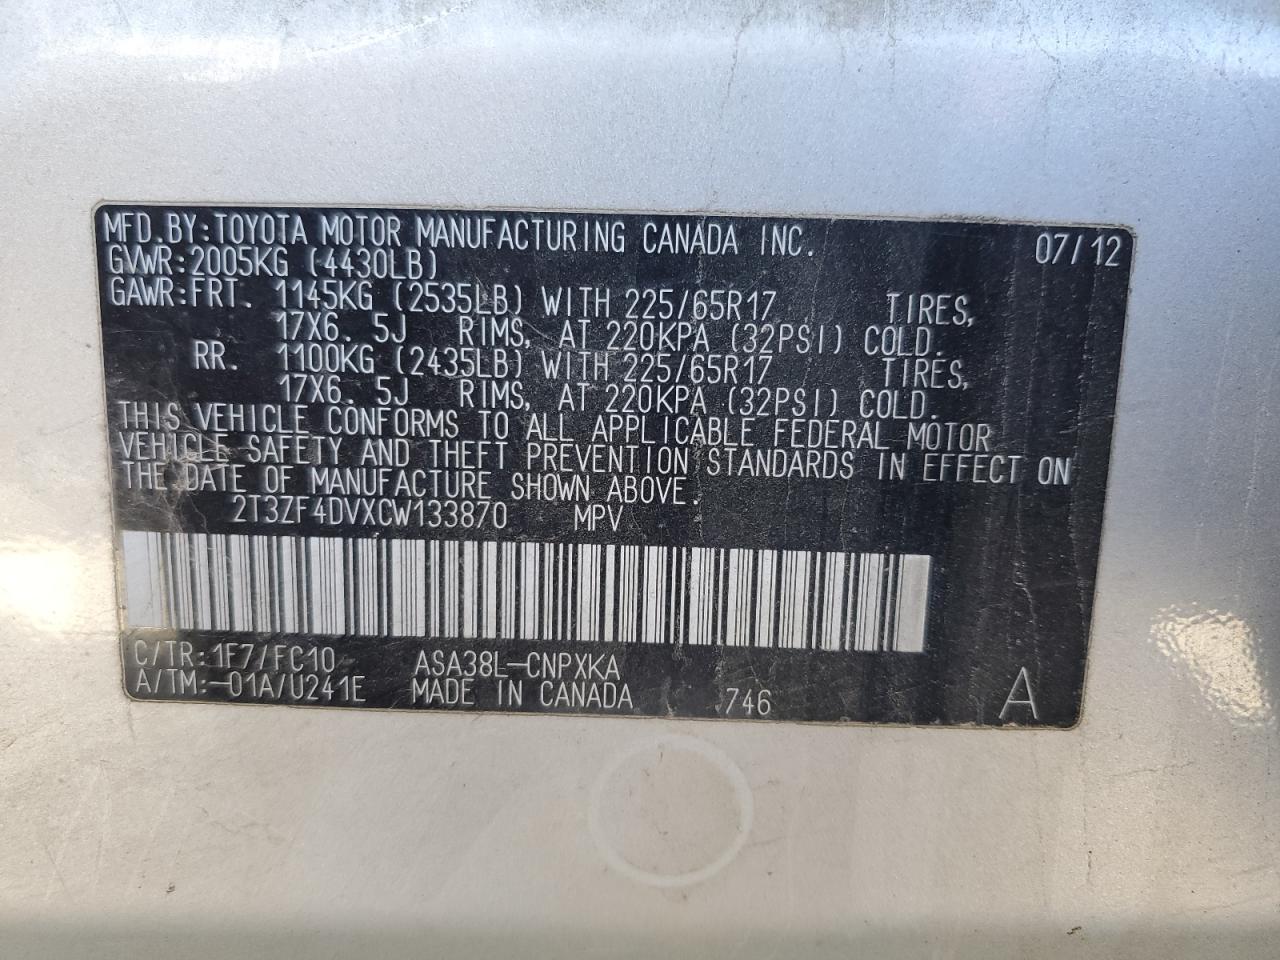 MFD.BY:TOYOTA MOTOR MANUFACTURING CANADA INC. 07/12
GVWR:2005KG (4430LB)
GAWR:FRT. 1145KG (2535LB) WITH 225/65R17 TIRES,
17X6. 5J RIMS, AT 220KPA (32PSI) COLD.
RR. 1100KG (2435LB) WITH 225/65R17 TIRES,
17X6. 5J RIMS, AT 220KPA (32PSI) COLD.
THIS VEHICLE CONFORMS TO ALL APPLICABLE FEDERAL MOTOR
VEHICLE SAFETY AND THEFT PREVENTION STANDARDS IN EFFECT ON
THE DATE OF MANUFACTURE SHOWN ABOVE.
2T3ZF4DVXCW133870 MPV
C/TR:1F7/FC10 ASA38L-CNPXKA
A/TM:-01A/U241E MADE IN CANADA 746 A